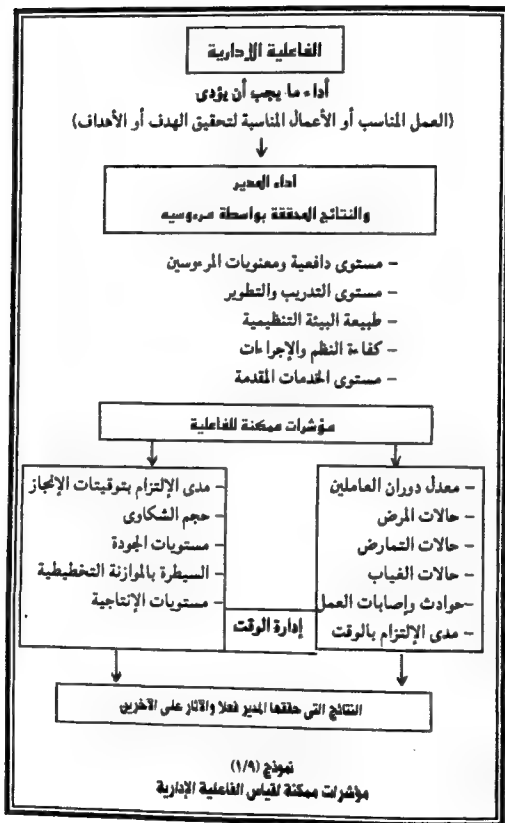 الفاعلية الإدارية
أداء ما يجب أن يؤدى
(العمل المناسب أو الأعمال المناسبة لتحقيق الهدف أو الأهداف)
أداء المدير
والنتائج المحققة بواسطة مرءوسيه
– مستوى دافعية ومعنويات المرءوسين
– مستوى التدريب والتطوير
– طبيعة البيئة التنظيمية
– كفاءة النظم والإجراءات
– مستوى الخدمات المقدمة
مؤشرات ممكنة للفاعلية
– معدل دوران العاملين
– حالات المرض
– حالات التمارض
– حالات الغياب
–حوادث وإصابات العمل
– مدى الإلتزام بالوقت
– مدى الإلتزام بتوقيتات الإنجاز
– حجم الشكاوى
– مستويات الجودة
– السيطرة بالموازنة التخطيطية
– مستويات الإنتاجية
إدارة الوقت
النتائج التى حققها المدير فعلا والآثار على الآخرين
نموذج (١/٩)
مؤشرات ممكنة لقياس الفاعلية الإدارية